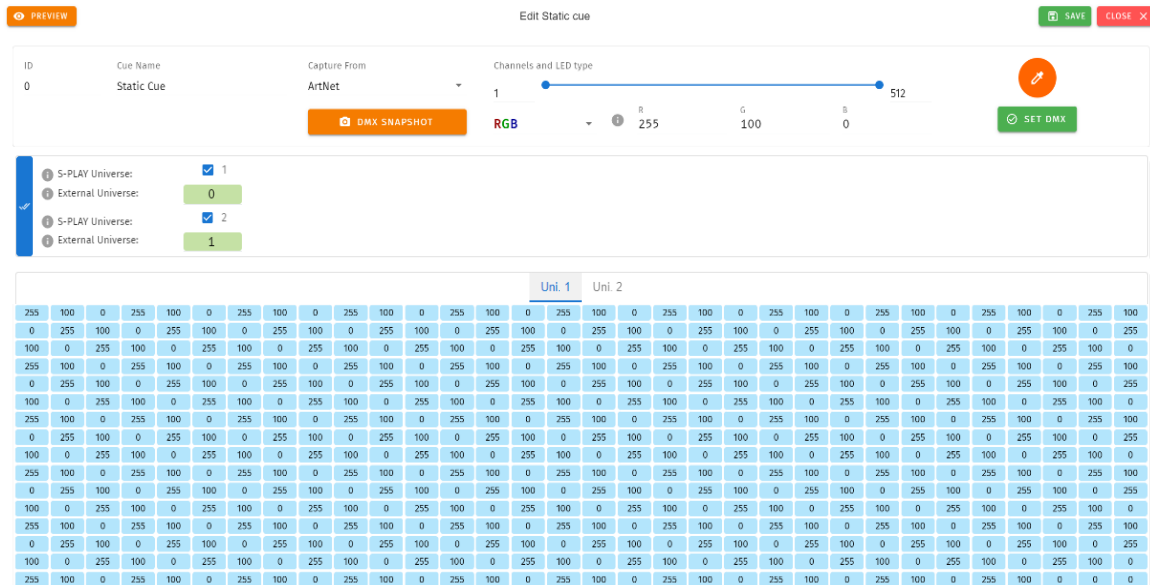 PREVIEW
Edit Static cue
SAVE
CLOSE X
ID
Cue Name
Capture From
Channels and LED type
0
Static Cue
ArtNet
1
512
DMX SNAPSHOT
RGB
R
G
B
255
100
0
SET DMX
S-PLAY Universe:
1
External Universe:
0
S-PLAY Universe:
2
External Universe:
1
Uni. 1 Uni. 2
255 100 0 255 100 0 255 100 0 255 100 0 255 100 0 255 100 0 255 100 0 255 100 0 255 100 0 255 100 0 255 100
0 255 100 0 255 100 0 255 100 0 255 100 0 255 100 0 255 100 0 255 100 0 255 100 0 255 100 0 255 100 0 255
100 0 255 100 0 255 100 0 255 100 0 255 100 0 255 100 0 255 100 0 255 100 0 255 100 0 255 100 0 255 100 0
255 100 0 255 100 0 255 100 0 255 100 0 255 100 0 255 100 0 255 100 0 255 100 0 255 100 0 255 100 0 255 100
0 255 100 0 255 100 0 255 100 0 255 100 0 255 100 0 255 100 0 255 100 0 255 100 0 255 100 0 255 100 0 255
100 0 255 100 0 255 100 0 255 100 0 255 100 0 255 100 0 255 100 0 255 100 0 255 100 0 255 100 0 255 100 0
255 100 0 255 100 0 255 100 0 255 100 0 255 100 0 255 100 0 255 100 0 255 100 0 255 100 0 255 100 0 255 100
0 255 100 0 255 100 0 255 100 0 255 100 0 255 100 0 255 100 0 255 100 0 255 100 0 255 100 0 255 100 0 255
100 0 255 100 0 255 100 0 255 100 0 255 100 0 255 100 0 255 100 0 255 100 0 255 100 0 255 100 0 255 100 0
255 100 0 255 100 0 255 100 0 255 100 0 255 100 0 255 100 0 255 100 0 255 100 0 255 100 0 255 100 0 255 100
0 255 100 0 255 100 0 255 100 0 255 100 0 255 100 0 255 100 0 255 100 0 255 100 0 255 100 0 255 100 0 255
100 0 255 100 0 255 100 0 255 100 0 255 100 0 255 100 0 255 100 0 255 100 0 255 100 0 255 100 0 255 100 0
255 100 0 255 100 0 255 100 0 255 100 0 255 100 0 255 100 0 255 100 0 255 100 0 255 100 0 255 100 0 255 100
0 255 100 0 255 100 0 255 100 0 255 100 0 255 100 0 255 100 0 255 100 0 255 100 0 255 100 0 255 100 0 255
100 0 255 100 0 255 100 0 255 100 0 255 100 0 255 100 0 255 100 0 255 100 0 255 100 0 255 100 0 255 100 0
255 100 0 255 100 0 255 100 0 255 100 0 255 100 0 255 100 0 255 100 0 255 100 0 255 100 0 255 100 0 255 100